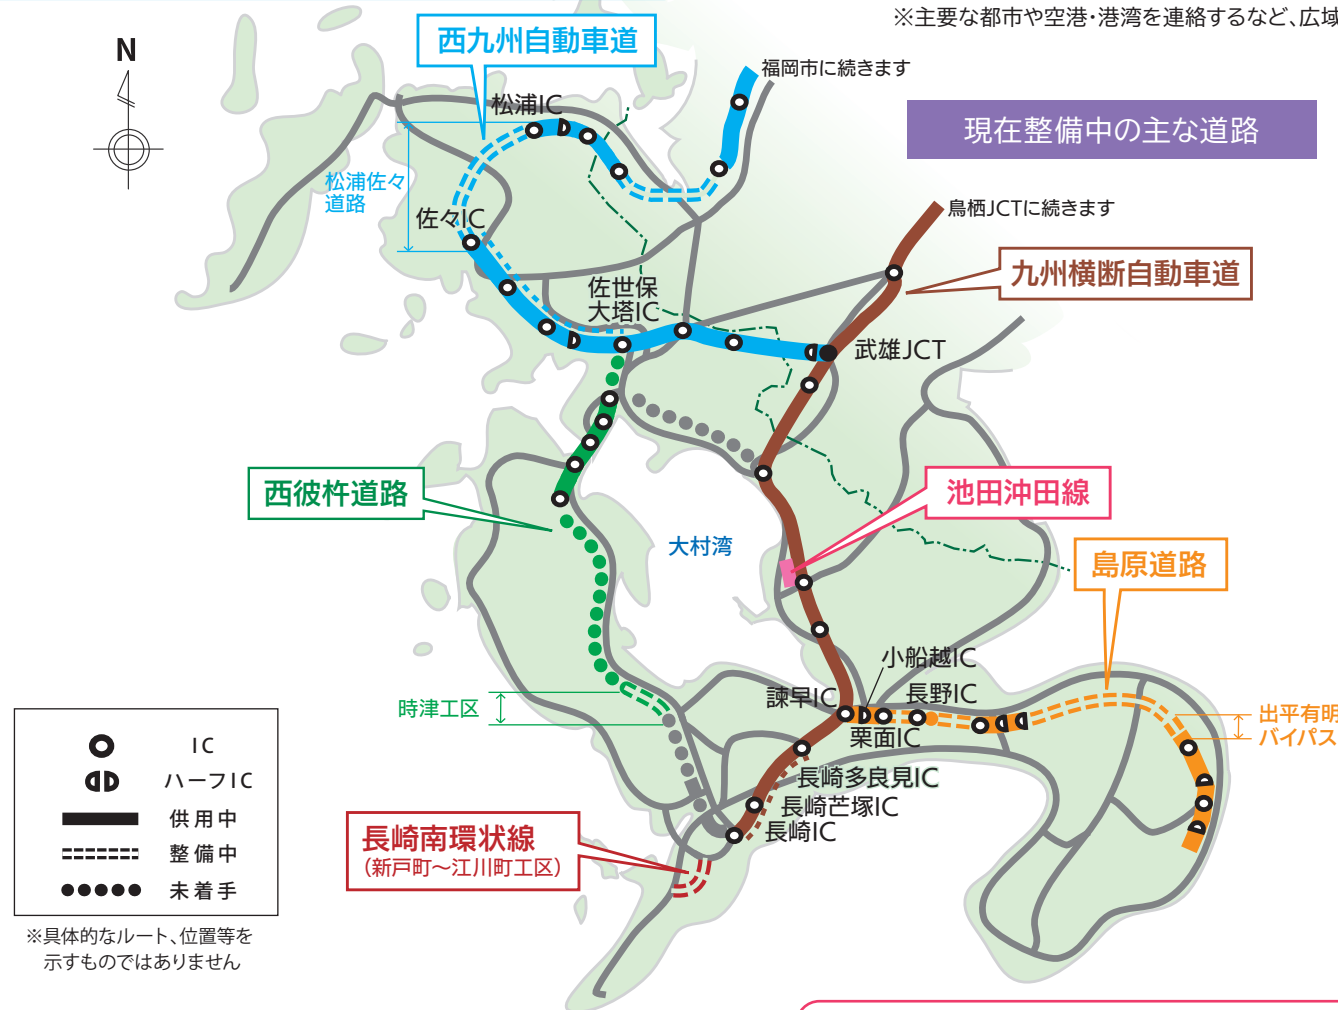 ※主要な都市や空港・港湾を連絡するなど、広域
西九州自動車道
N
福岡市に続きます
松浦IC
現在整備中の主な道路
松浦佐々
道路
佐々IC
鳥栖JCTに続きます
九州横断自動車道
佐世保
大塔IC
武雄JCT
西彼杵道路
池田沖田線
大村湾
島原道路
小船越IC
諫早IC
長野IC
時津工区
栗面IC
出平有明
バイパス
長崎多良見IC
長崎芒塚IC
長崎IC
長崎南環状線
(新戸町～江川町工区)
IC
ハーフIC
供用中
整備中
未着手
※具体的なルート、位置等を
示すものではありません